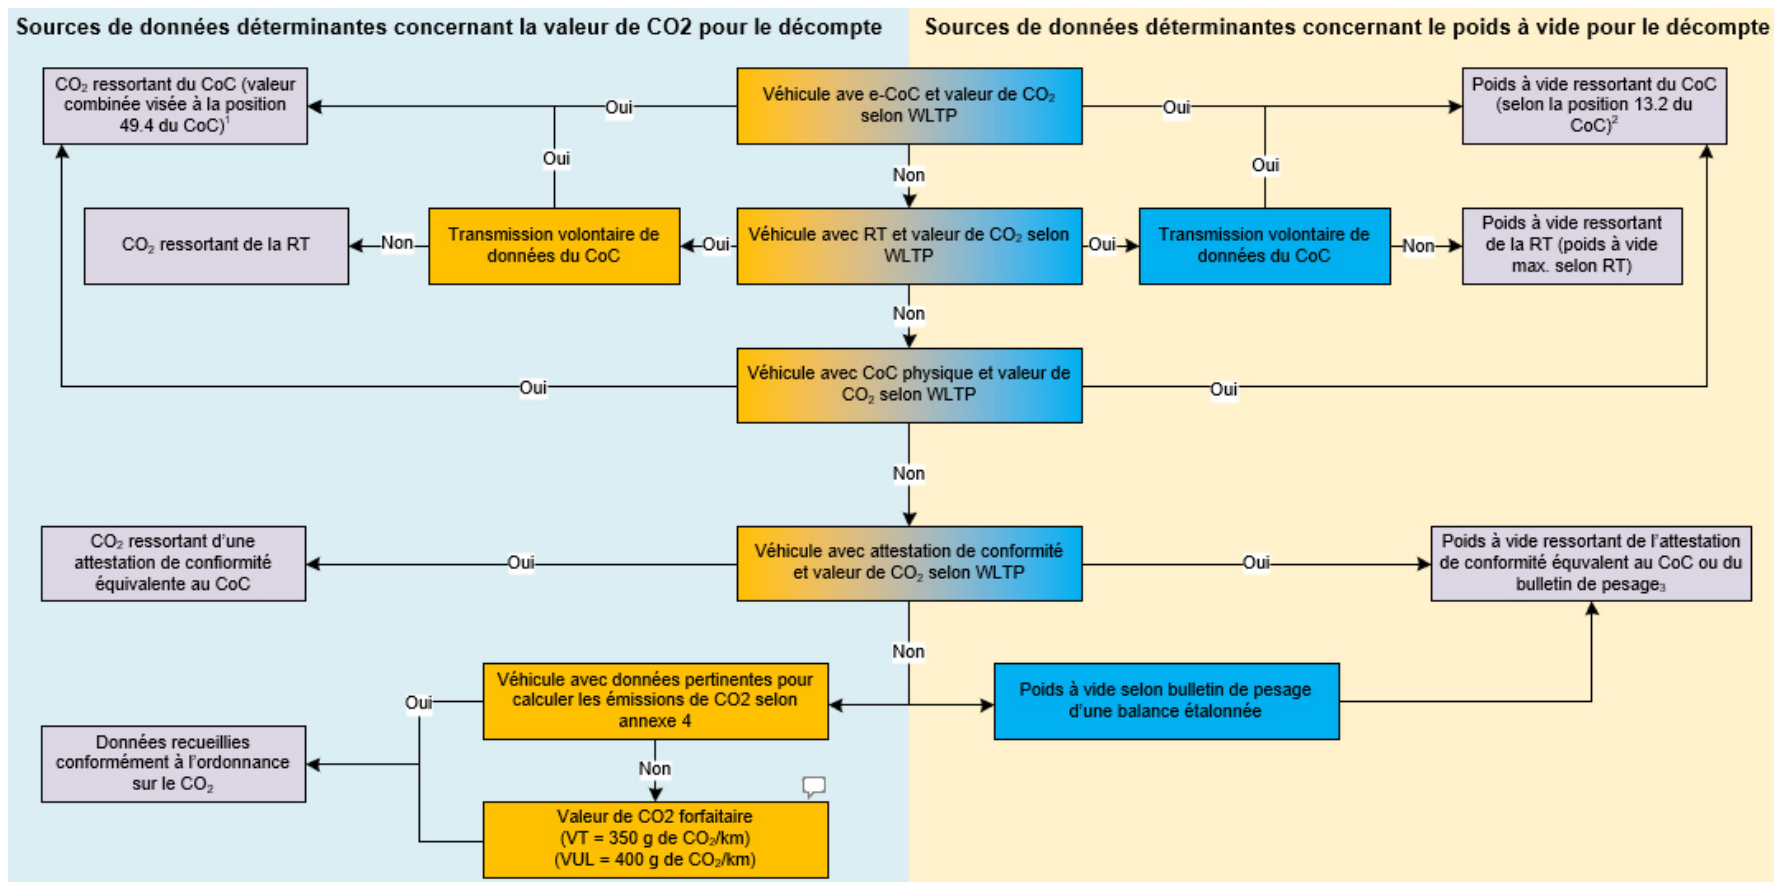 Sources de données déterminantes concernant la valeur de CO2 pour le décompte
Sources de données déterminantes concernant le poids à vide pour le décompte
CO₂ ressortant du CoC (valeur
combinée visée à la position
49.4 du CoC)¹
Oui
Véhicule ave e-CoC et valeur de CO₂
selon WLTP
Oui
Poids à vide ressortant du CoC
(selon la position 13.2 du
CoC)²
Oui
Non
Oui
CO₂ ressortant de la RT
Non
Transmission volontaire de
données du CoC
Oui
Véhicule avec RT et valeur de CO₂ selon
WLTP
Oui
Transmission volontaire de
données du CoC
Non
Poids à vide ressortant
de la RT (poids à vide
max. selon RT)
Non
Oui
Véhicule avec CoC physique et valeur de
CO₂ selon WLTP
Oui
Non
CO₂ ressortant d'une
attestation de conformité
équivalente au CoC
Oui
Véhicule avec attestation de conformité
et valeur de CO₂ selon WLTP
Oui
Poids à vide ressortant de l'attestation
de conformité équvalent au CoC ou du
bulletin de pesage₃
Non
Oui
Véhicule avec données pertinentes pour
calculer les émissions de CO2 selon
annexe 4
Poids à vide selon bulletin de pesage
d'une balance étalonnée
Données recueillies
conformément à l'ordonnance
sur le CO₂
Non
Valeur de CO2 forfaitaire
(VT = 350 g de CO₂/km)
(VUL = 400 g de CO₂/km)